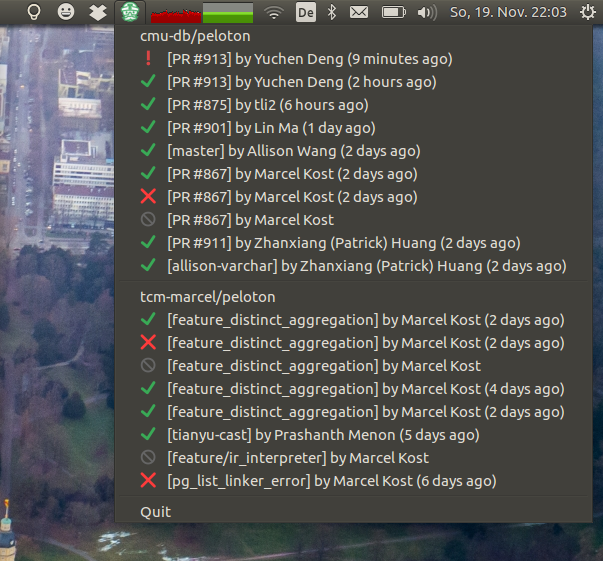 De
So, 19. Nov. 22:03
cmu-db/peloton
[PR #913] by Yuchen Deng (9 minutes ago)
[PR #913] by Yuchen Deng (2 hours ago)
[PR #875] by tli2 (6 hours ago)
[PR #901] by Lin Ma (1 day ago)
[master] by Allison Wang (2 days ago)
[PR #867] by Marcel Kost (2 days ago)
[PR #867] by Marcel Kost (2 days ago)
[PR #867] by Marcel Kost
[PR #911] by Zhanxiang (Patrick) Huang (2 days ago)
[allison-varchar] by Zhanxiang (Patrick) Huang (2 days ago)
tcm-marcel/peloton
[feature_distinct_aggregation] by Marcel Kost (2 days ago)
[feature_distinct_aggregation] by Marcel Kost (2 days ago)
[feature_distinct_aggregation] by Marcel Kost
[feature_distinct_aggregation] by Marcel Kost (4 days ago)
[feature_distinct_aggregation] by Marcel Kost (2 days ago)
[tianyu-cast] by Prashanth Menon (5 days ago)
[feature/ir_interpreter] by Marcel Kost
[pg_list_linker_error] by Marcel Kost (6 days ago)
Quit